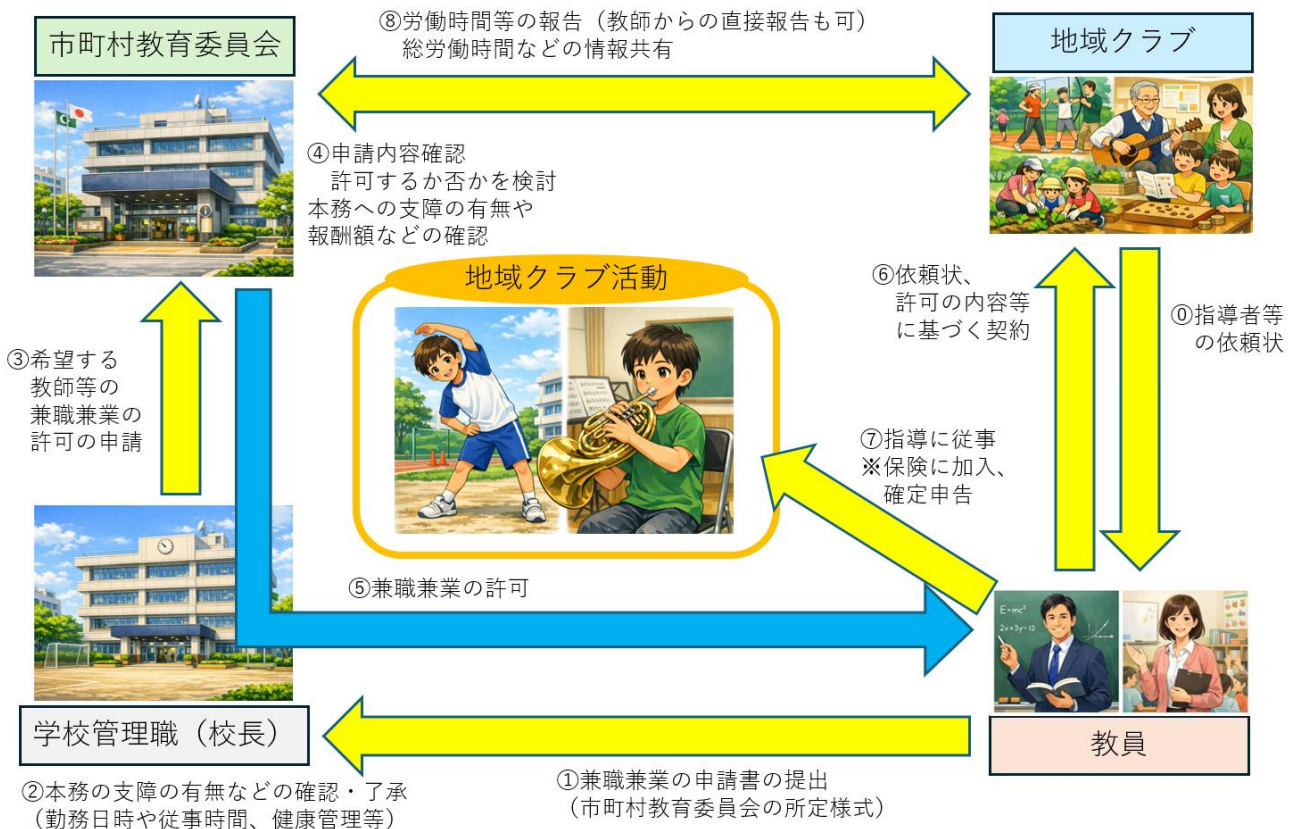 市町村教育委員会
⑧労働時間等の報告（教師からの直接報告も可）
総労働時間などの情報共有
地域クラブ
④申請内容確認
許可するか否かを検討
本務への支障の有無や
報酬額などの確認
地域クラブ活動
⑥依頼状、
許可の内容等
に基づく契約
⓪指導者等
の依頼状
③希望する
教師等の
兼職兼業の
許可の申請
⑦指導に従事
※保険に加入、
確定申告
⑤兼職兼業の許可
E=mc²
2x+3y=12
学校管理職（校長）
教員
②本務の支障の有無などの確認・了承
（勤務日時や従事時間、健康管理等）
①兼職兼業の申請書の提出
（市町村教育委員会の所定様式）